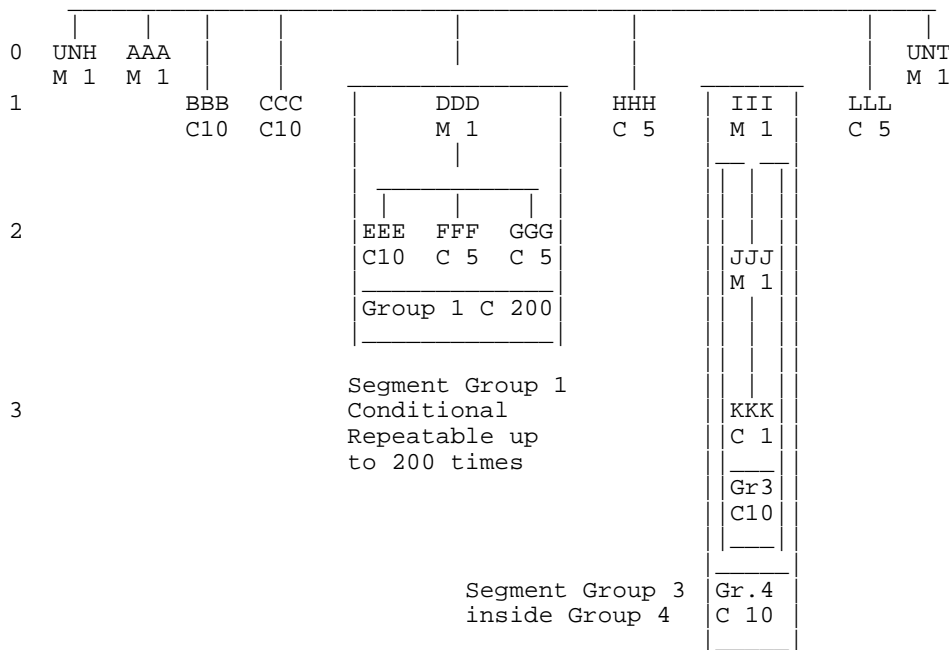 0 UNH AAA UNT
M 1 M 1 M 1
1 BBB CCC DDD HHH III LLL
C10 C10 M 1 C 5 M 1 C 5
2 EEE FFF GGG
C10 C 5 C 5 JJJ
M 1
Group 1 C 200
Segment Group 1
3 Conditional KKK
Repeatable up C 1
to 200 times
Gr3
C10
Segment Group 3 Gr.4
inside Group 4 C 10